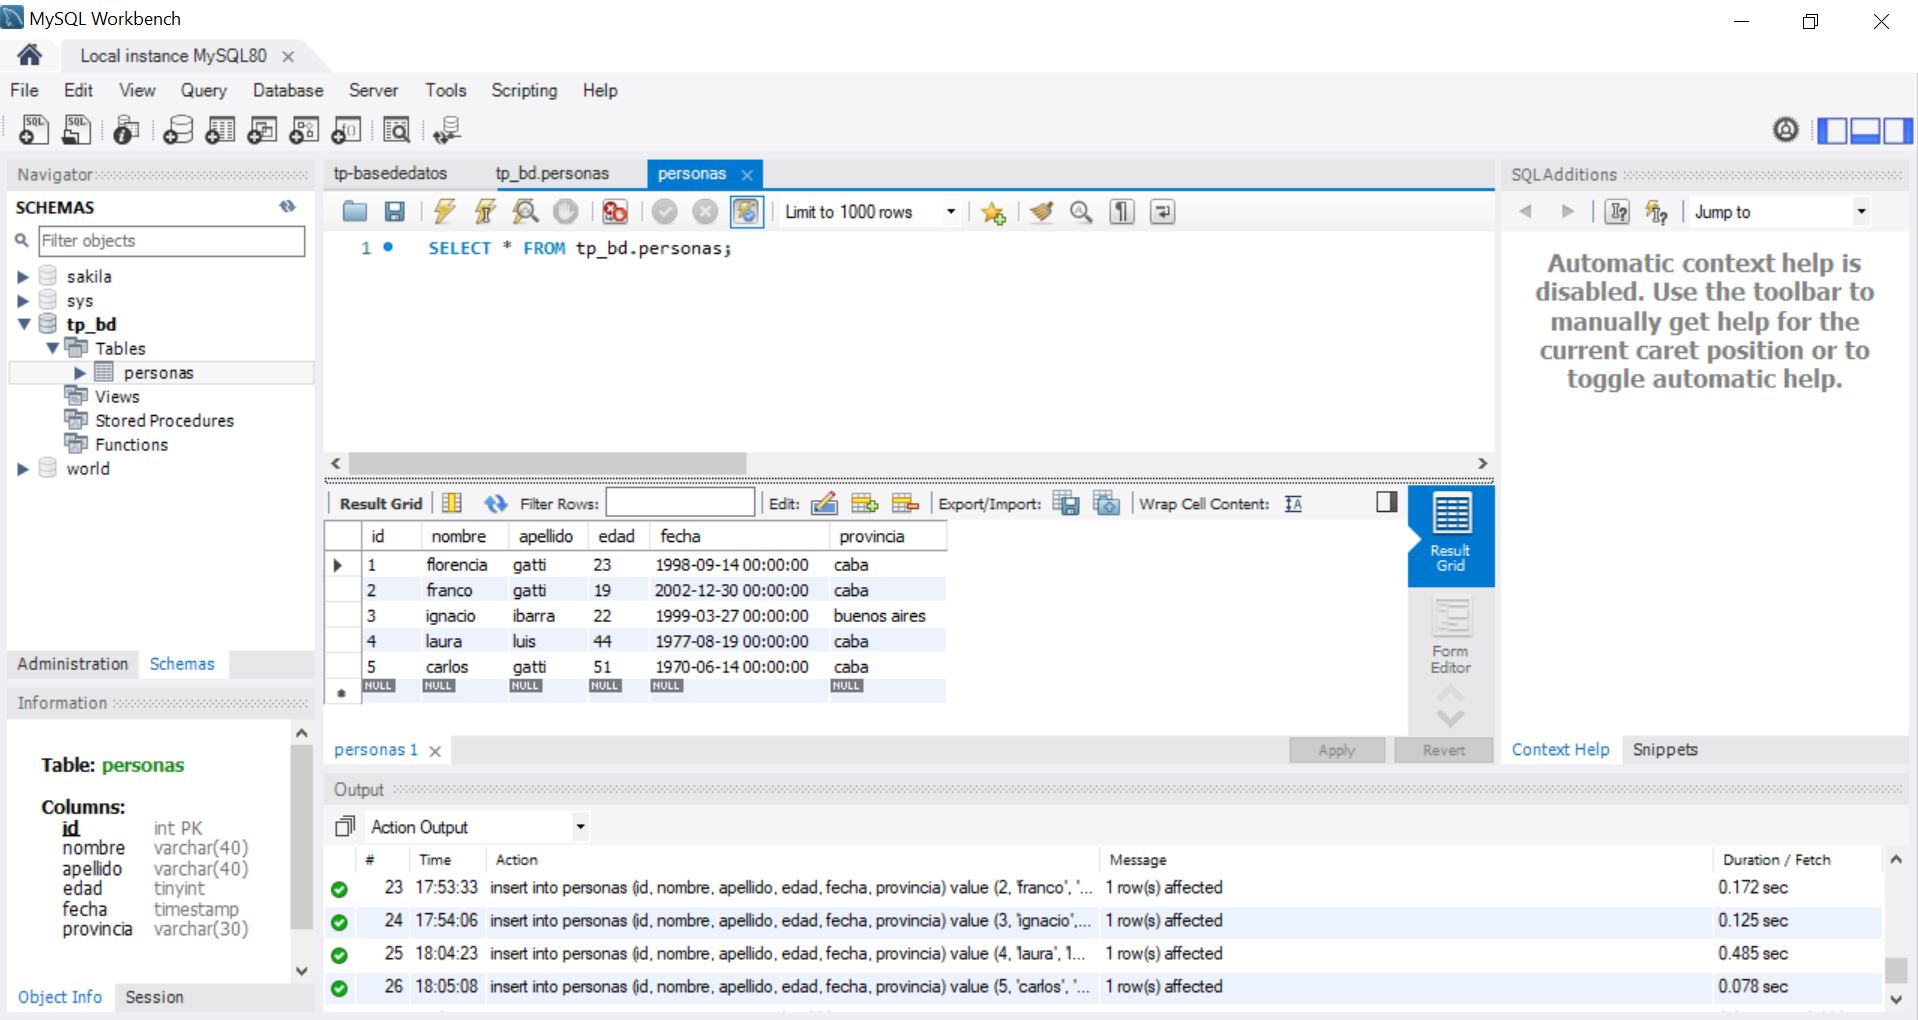 MySQL Workbench
Local instance MySQL80
File Edit View Query Database Server Tools Scripting Help
Navigator
SCHEMAS
Filter objects
sakila
sys
tp_bd
Tables
personas
Views
Stored Procedures
Functions
world
Administration Schemas
Information
Table: personas
Columns:
id int PK
nombre varchar(40)
apellido varchar(40)
edad tinyint
fecha timestamp
provincia varchar(30)
Object Info Session
tp-basededatos tp_bd.personas personas
Limit to 1000 rows
1 SELECT * FROM tp_bd.personas;
Result Grid Filter Rows: Edit: Export/Import: Wrap Cell Content:
id nombre apellido edad fecha provincia
1 florencia gatti 23 1998-09-14 00:00:00 caba
2 franco gatti 19 2002-12-30 00:00:00 caba
3 ignacio ibarra 22 1999-03-27 00:00:00 buenos aires
4 laura luis 44 1977-08-19 00:00:00 caba
5 carlos gatti 51 1970-06-14 00:00:00 caba
NULL NULL NULL NULL NULL NULL
Result
Grid
Form
Editor
personas 1
Apply Revert
SQLAdditions
Jump to
Automatic context help is
disabled. Use the toolbar to
manually get help for the
current caret position or to
toggle automatic help.
Context Help Snippets
Output
Action Output
# Time Action Message Duration / Fetch
23 17:53:33 insert into personas (id, nombre, apellido, edad, fecha, provincia) value (2, 'franco', '... 1 row(s) affected 0.172 sec
24 17:54:06 insert into personas (id, nombre, apellido, edad, fecha, provincia) value (3, 'ignacio',... 1 row(s) affected 0.125 sec
25 18:04:23 insert into personas (id, nombre, apellido, edad, fecha, provincia) value (4, 'laura', 'l... 1 row(s) affected 0.485 sec
26 18:05:08 insert into personas (id, nombre, apellido, edad, fecha, provincia) value (5, 'carlos', '... 1 row(s) affected 0.078 sec